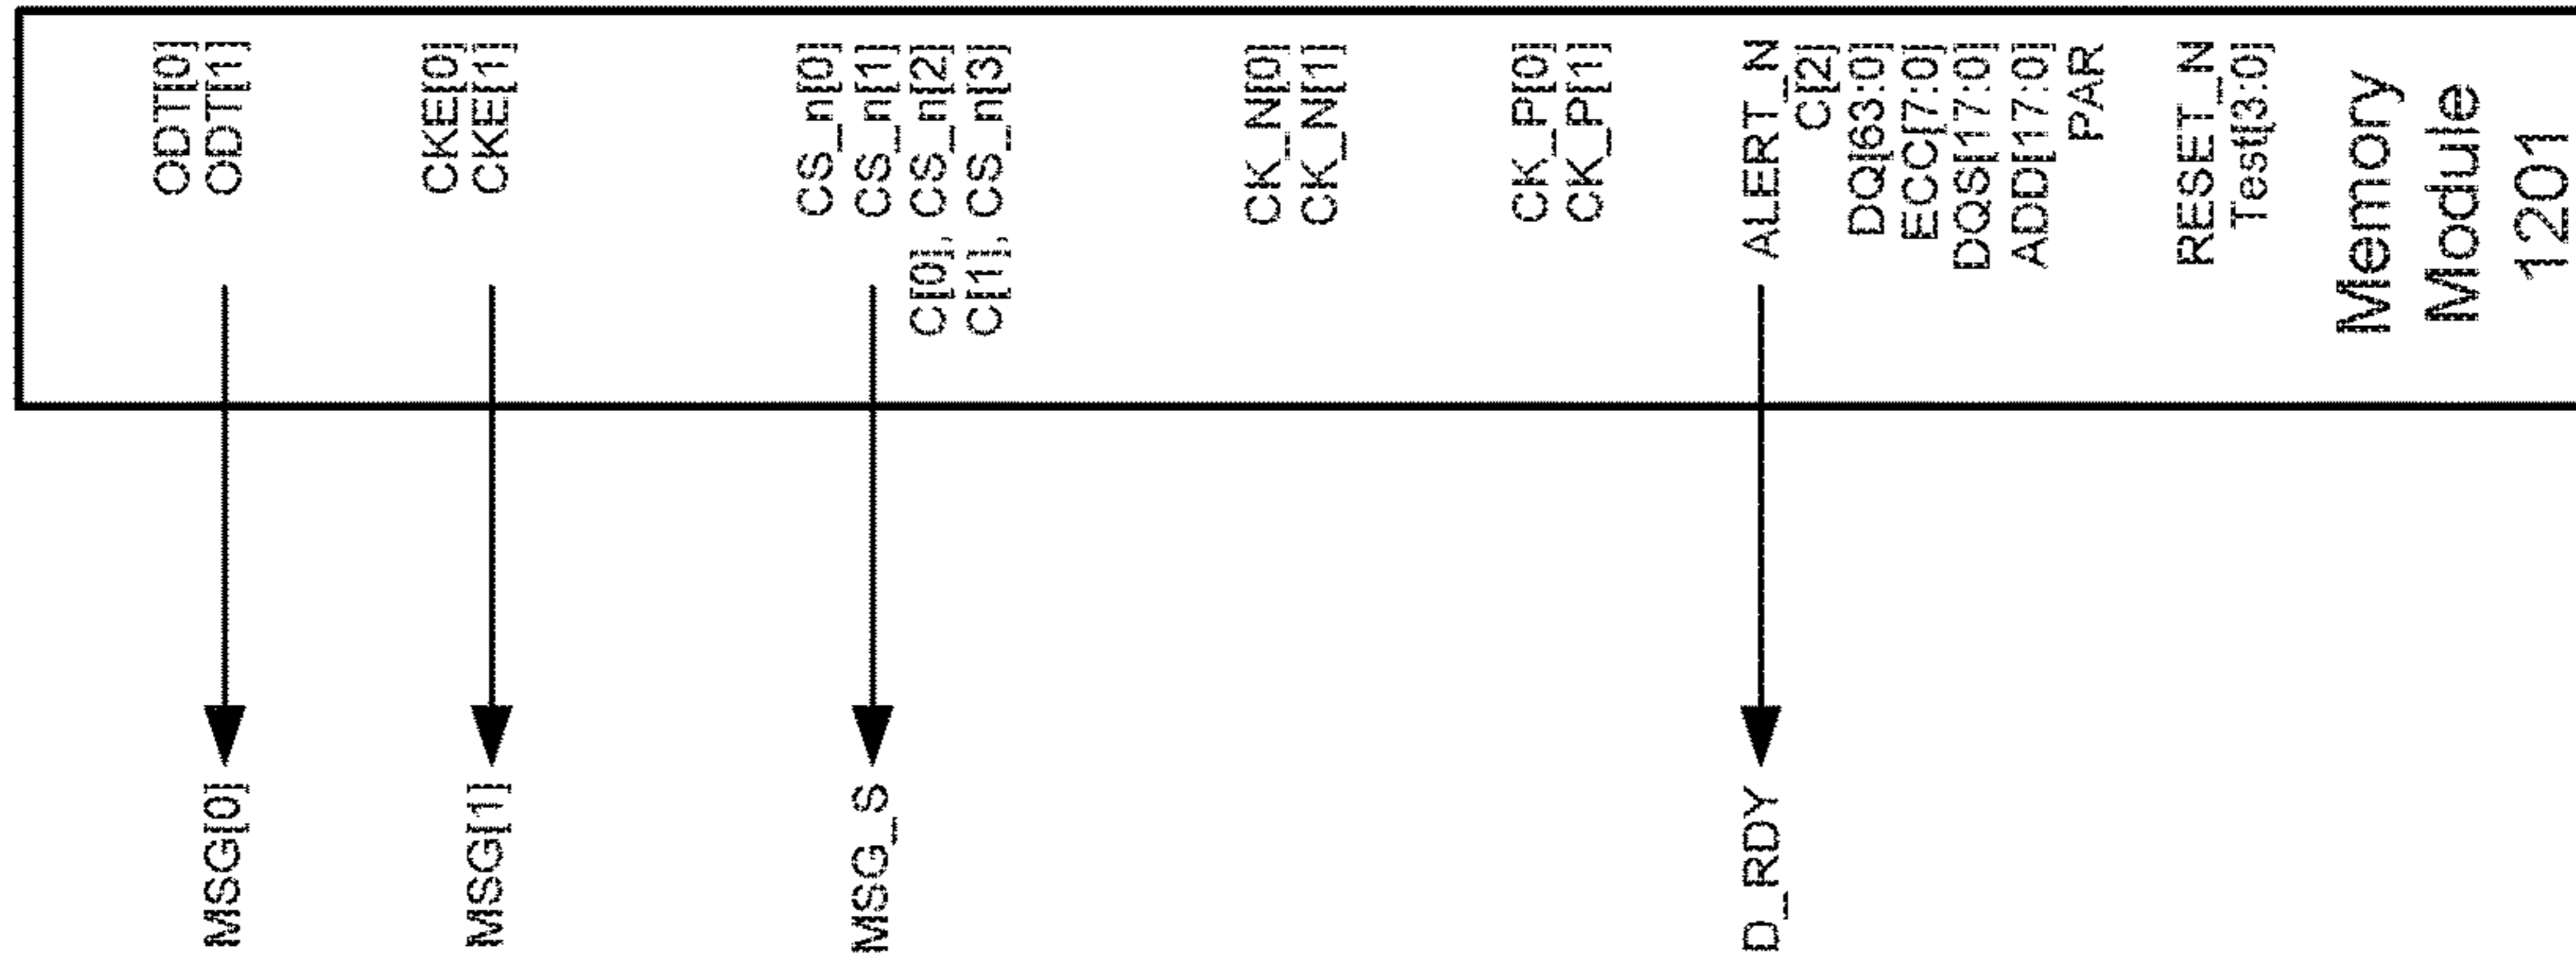 ODT[0]
ODT[1]
CKE[0]
CKE[1]
CS_n[0]
CS_n[1]
C[0], CS_n[2]
C[1], CS_n[3]
CK_N[0]
CK_N[1]
CK_P[0]
CK_P[1]
ALERT_N
C[2]
DQ[63:0]
ECC[7:0]
DQS[17:0]
ADD[17:0]
PAR
RESET_N
Test[3:0]
Memory
Module
1201
MSG[0]
MSG[1]
MSG_S
D_RDY